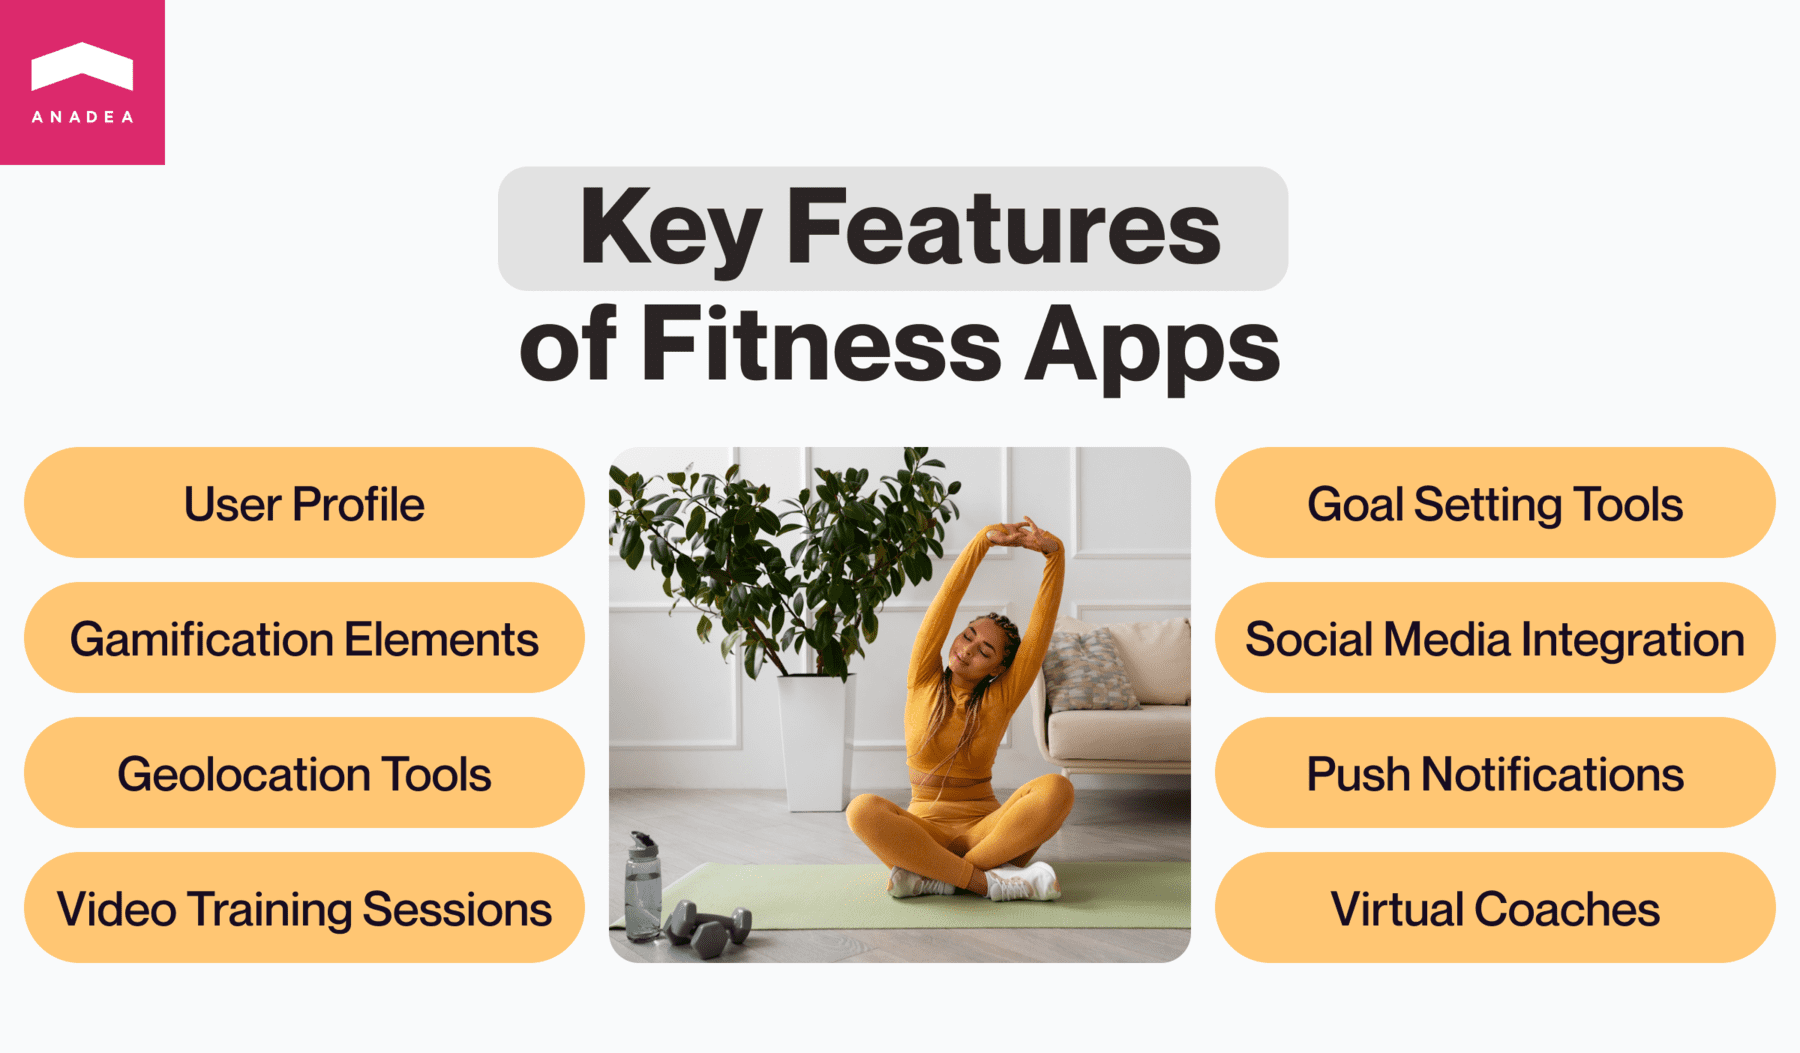 ANADEA
Key Features
of Fitness Apps
User Profile
Gamification Elements
Geolocation Tools
Video Training Sessions
Goal Setting Tools
Social Media Integration
Push Notifications
Virtual Coaches